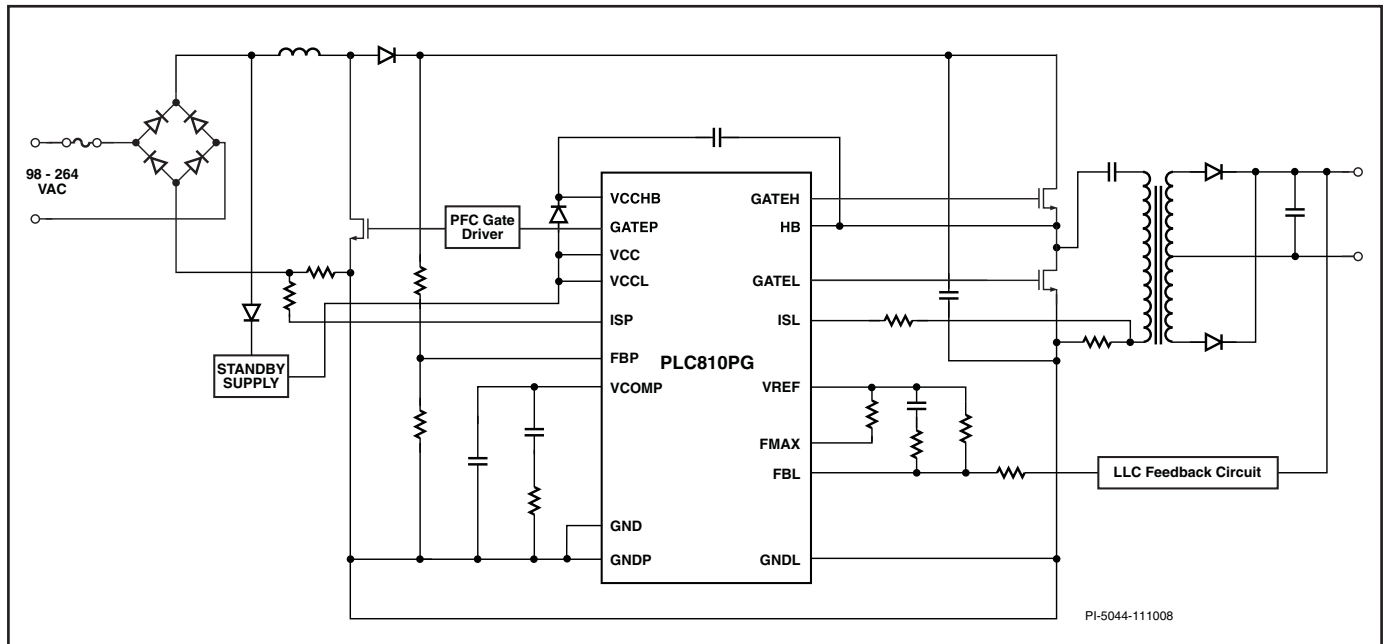 98 - 264
VAC
STANDBY
SUPPLY
PFC Gate
Driver
VCCHB
GATEP
VCC
VCCL
ISP
FBP
VCOMP
GND
GNDP
PLC810PG
GATEH
HB
GATEL
ISL
VREF
FMAX
FBL
GNDL
LLC Feedback Circuit
PI-5044-111008